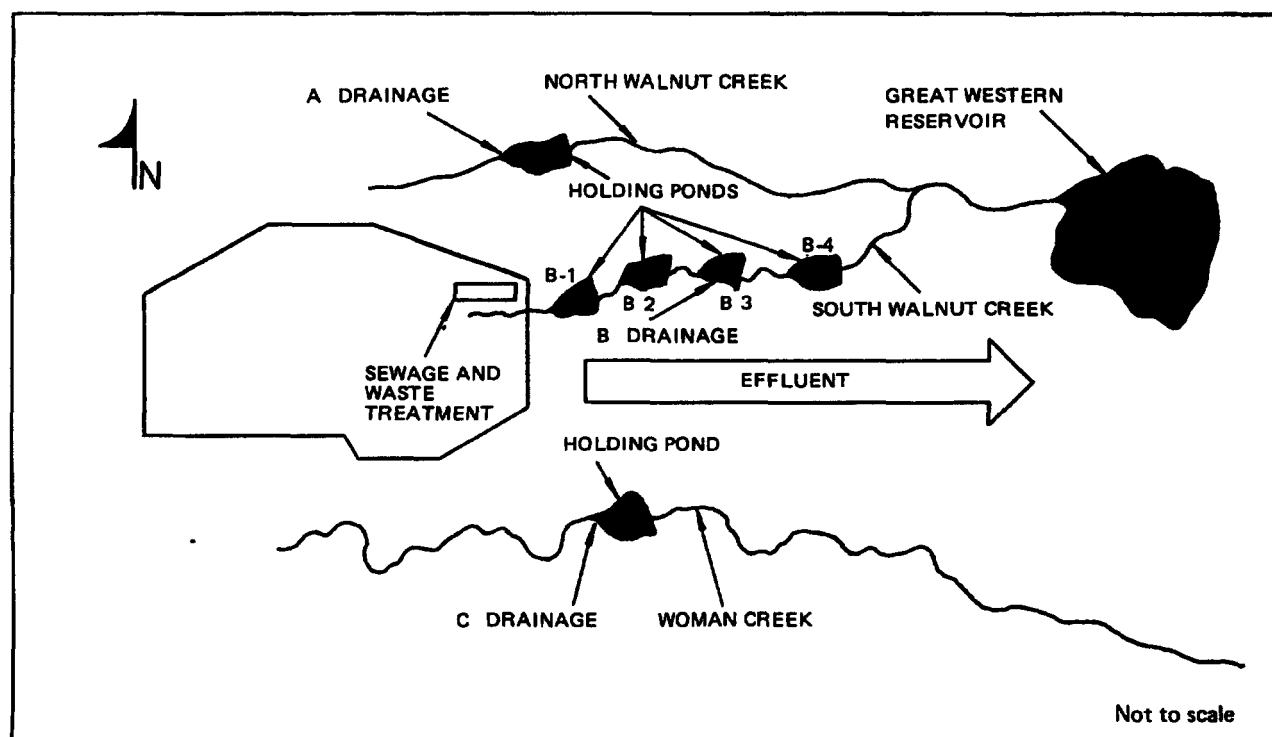 A DRAINAGE
NORTH WALNUT CREEK
GREAT WESTERN
RESERVOIR
N
HOLDING PONDS
B-1
B 2
B 3
B-4
B DRAINAGE
SOUTH WALNUT CREEK
SEWAGE AND
WASTE
TREATMENT
EFFLUENT
HOLDING POND
C DRAINAGE
WOMAN CREEK
Not to scale